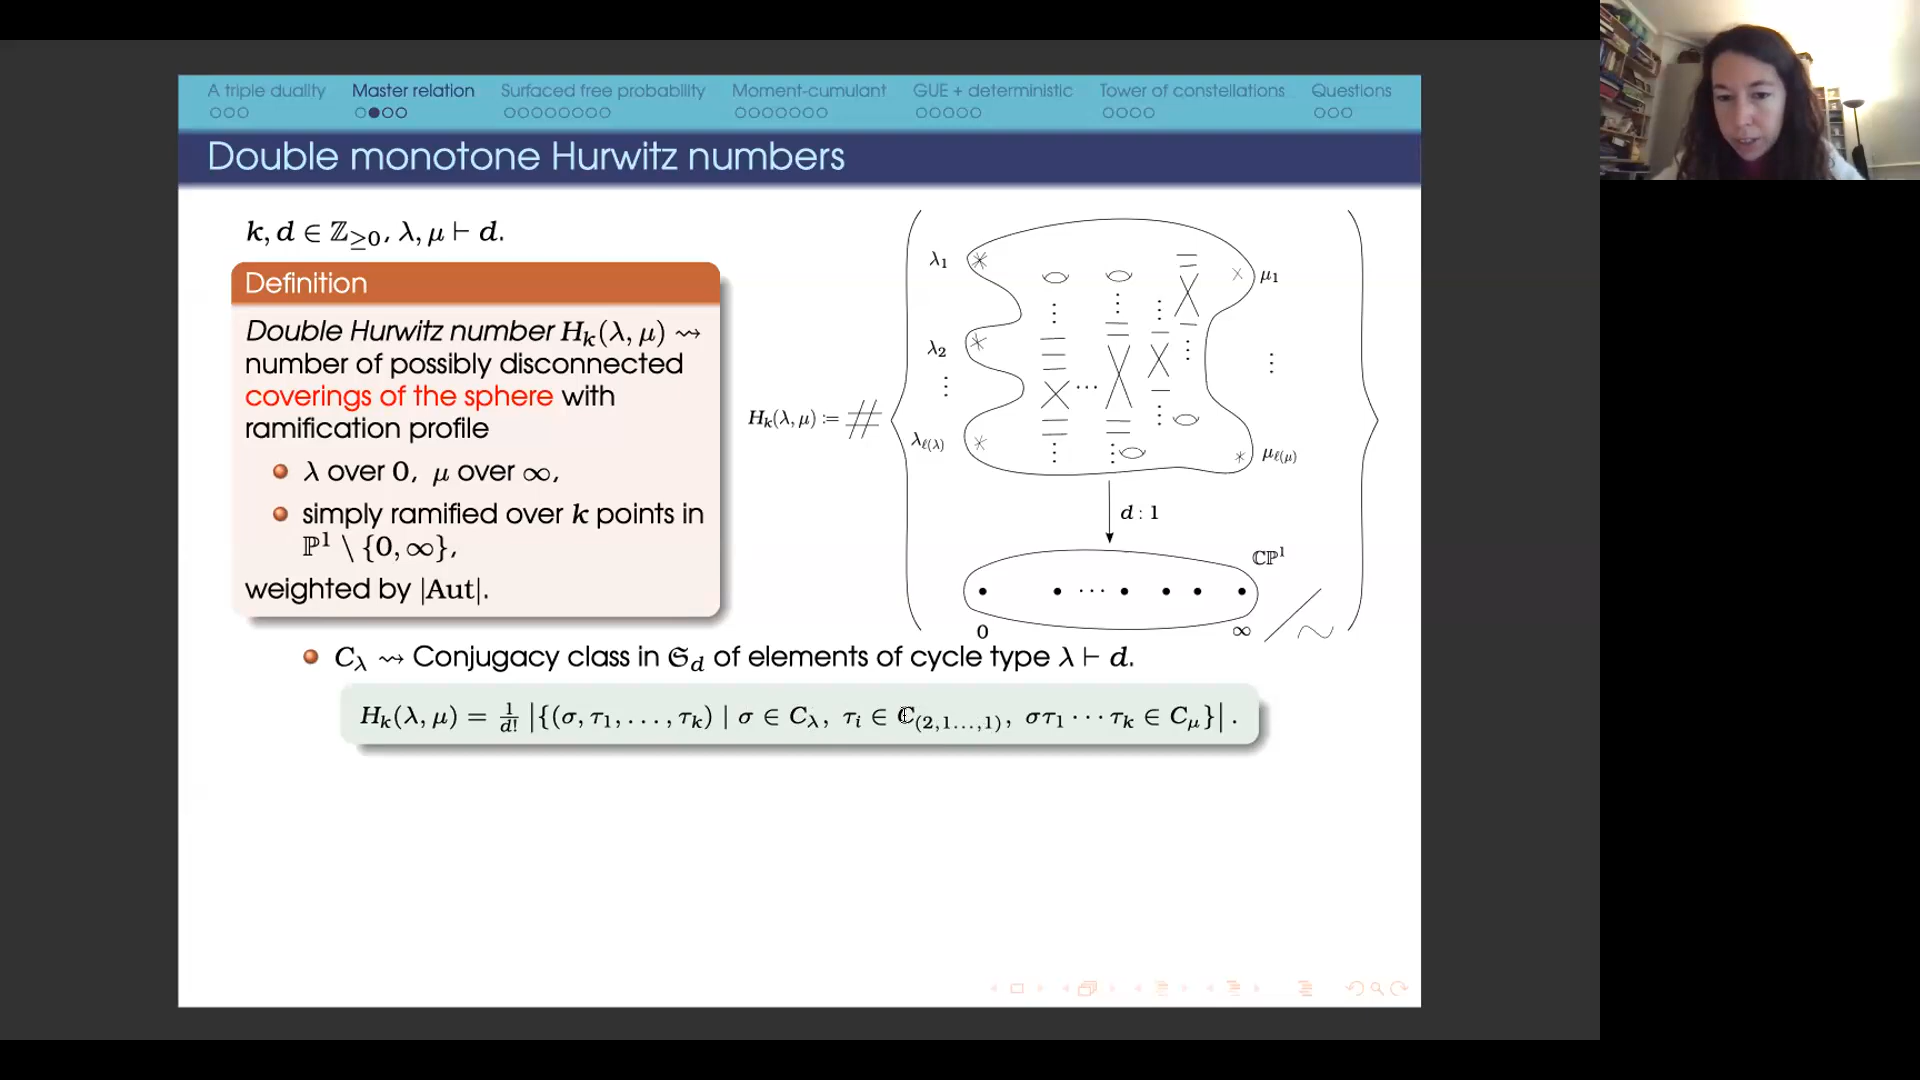 A triple duality Master relation Surfaced free probability Moment-cumulant GUE + deterministic Tower of constellations Questions
Double monotone Hurwitz numbers
k, d ∈ ℤ≥0, λ, μ ⊢ d.
Definition
Double Hurwitz number H_k(λ, μ) ⇝
number of possibly disconnected
coverings of the sphere with
ramification profile
λ over 0, μ over ∞,
simply ramified over k points in
ℙ¹ \ {0, ∞},
weighted by |Aut|.
H_k(λ, μ) := #
λ₁
λ₂
⋮
λ_ℓ(λ)
μ₁
⋮
μ_ℓ(μ)
d : 1
ℂℙ¹
0
∞
/ ~
C_λ ⇝ Conjugacy class in 𝔖_d of elements of cycle type λ ⊢ d.
H_k(λ, μ) = 1/d! |{(σ, τ₁, . . . , τ_k) | σ ∈ C_λ, τ_i ∈ C_(2,1...,1), στ₁ · · · τ_k ∈ C_μ}| .